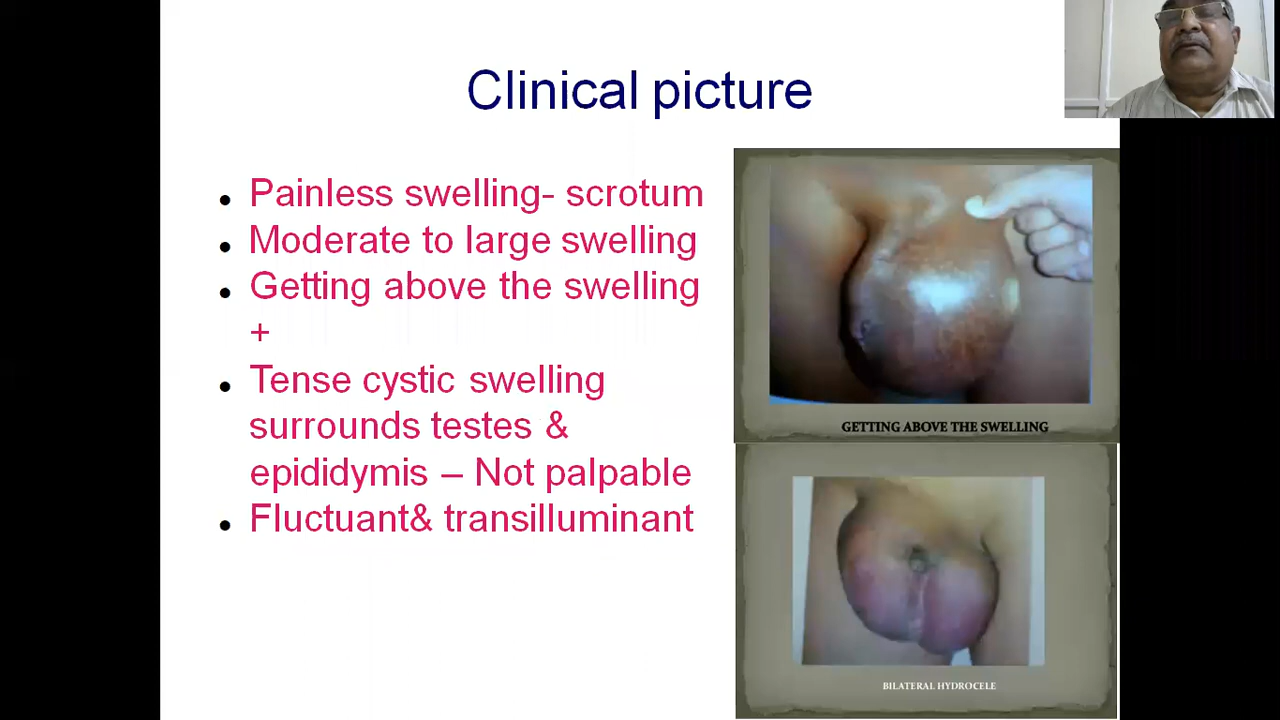 Clinical picture
• Painless swelling- scrotum
• Moderate to large swelling
• Getting above the swelling
+
• Tense cystic swelling
surrounds testes &
epididymis – Not palpable
• Fluctuant& transilluminant
GETTING ABOVE THE SWELLING
BILATERAL HYDROCELE